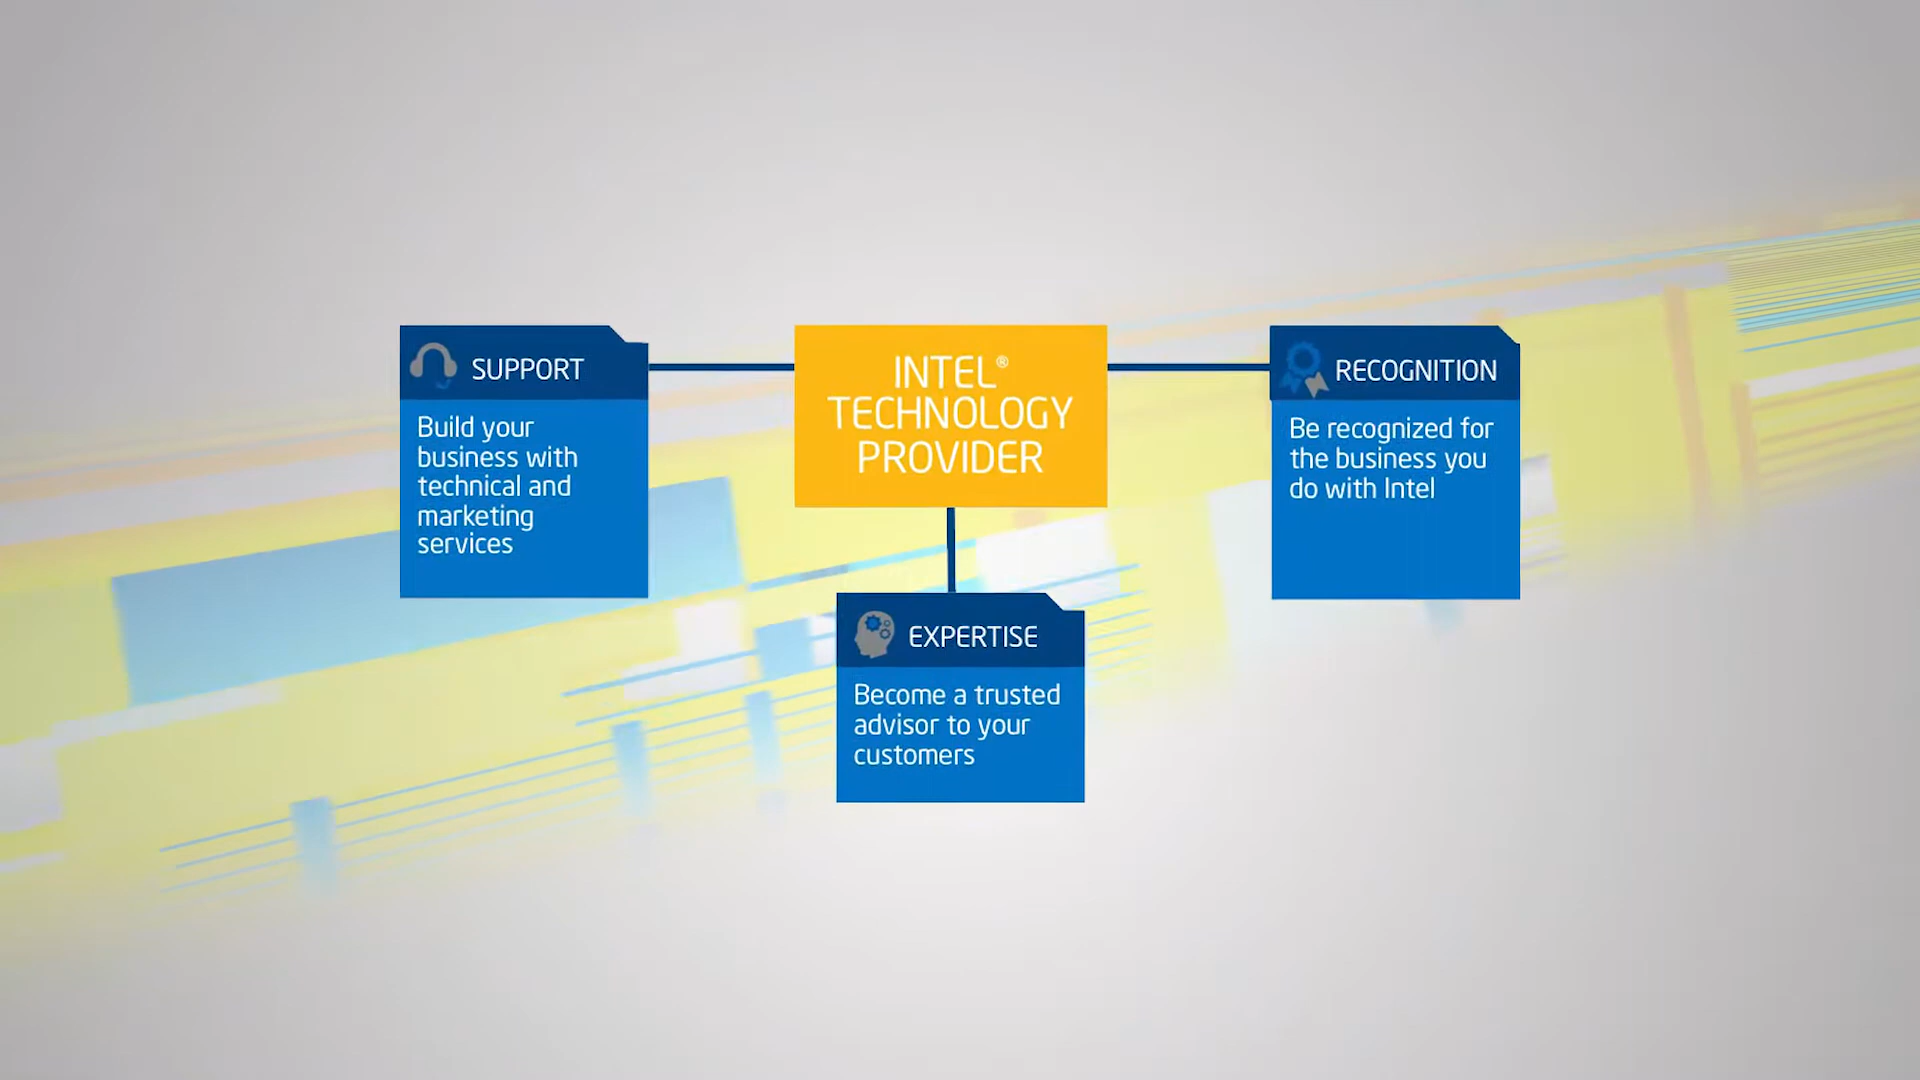 SUPPORT
Build your
business with
technical and
marketing
services
INTEL®
TECHNOLOGY
PROVIDER
RECOGNITION
Be recognized for
the business you
do with Intel
EXPERTISE
Become a trusted
advisor to your
customers